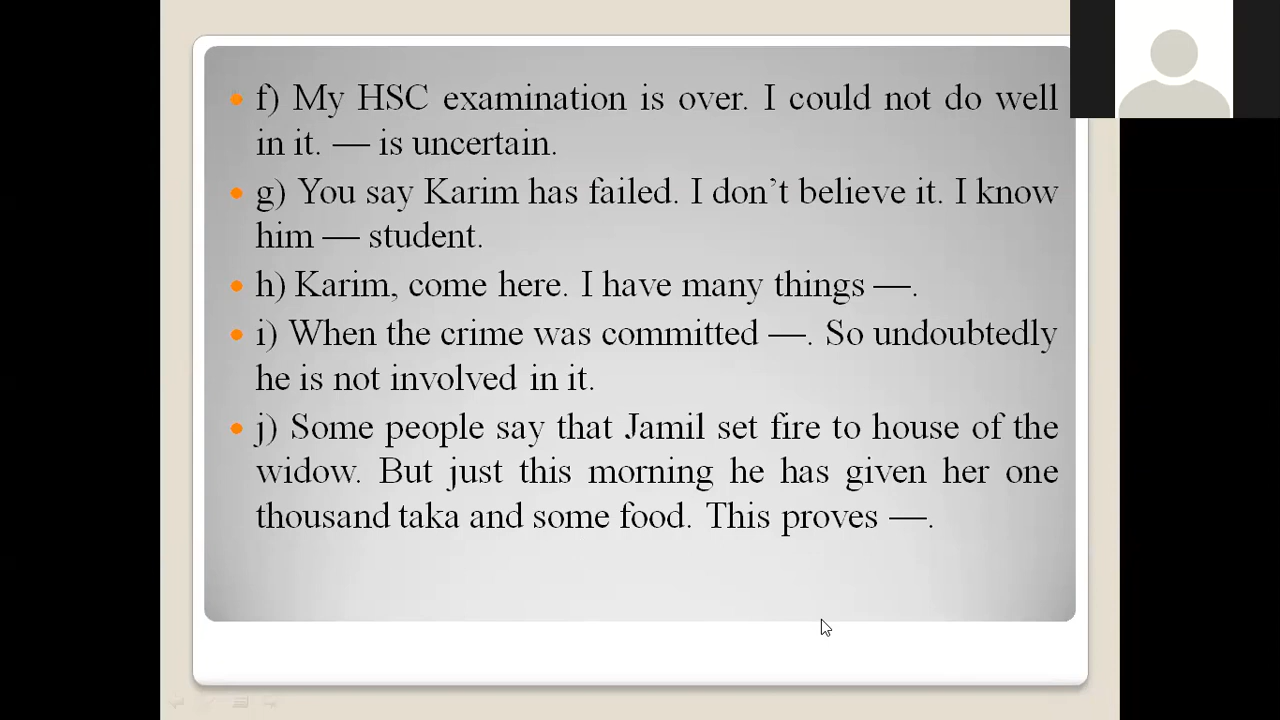 f) My HSC examination is over. I could not do well
in it. — is uncertain.
g) You say Karim has failed. I don’t believe it. I know
him — student.
h) Karim, come here. I have many things —.
i) When the crime was committed —. So undoubtedly
he is not involved in it.
j) Some people say that Jamil set fire to house of the
widow. But just this morning he has given her one
thousand taka and some food. This proves —.